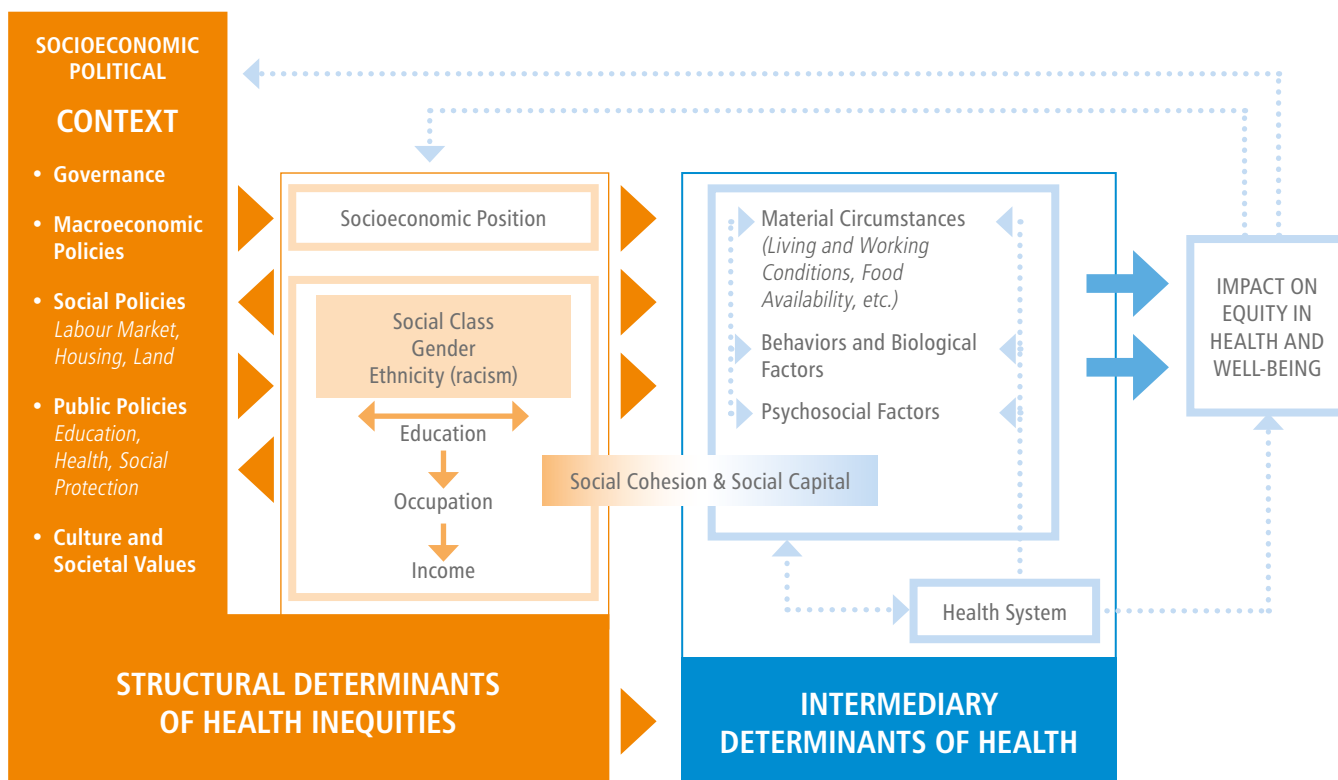 SOCIOECONOMIC
POLITICAL
CONTEXT
• Governance
• Macroeconomic
Policies
• Social Policies
Labour Market,
Housing, Land
• Public Policies
Education,
Health, Social
Protection
• Culture and
Societal Values
Socioeconomic Position
Social Class
Gender
Ethnicity (racism)
Education
Occupation
Income
STRUCTURAL DETERMINANTS
OF HEALTH INEQUITIES
Social Cohesion & Social Capital
Material Circumstances
(Living and Working
Conditions, Food
Availability, etc.)
Behaviors and Biological
Factors
Psychosocial Factors
Health System
INTERMEDIARY
DETERMINANTS OF HEALTH
IMPACT ON
EQUITY IN
HEALTH AND
WELL-BEING